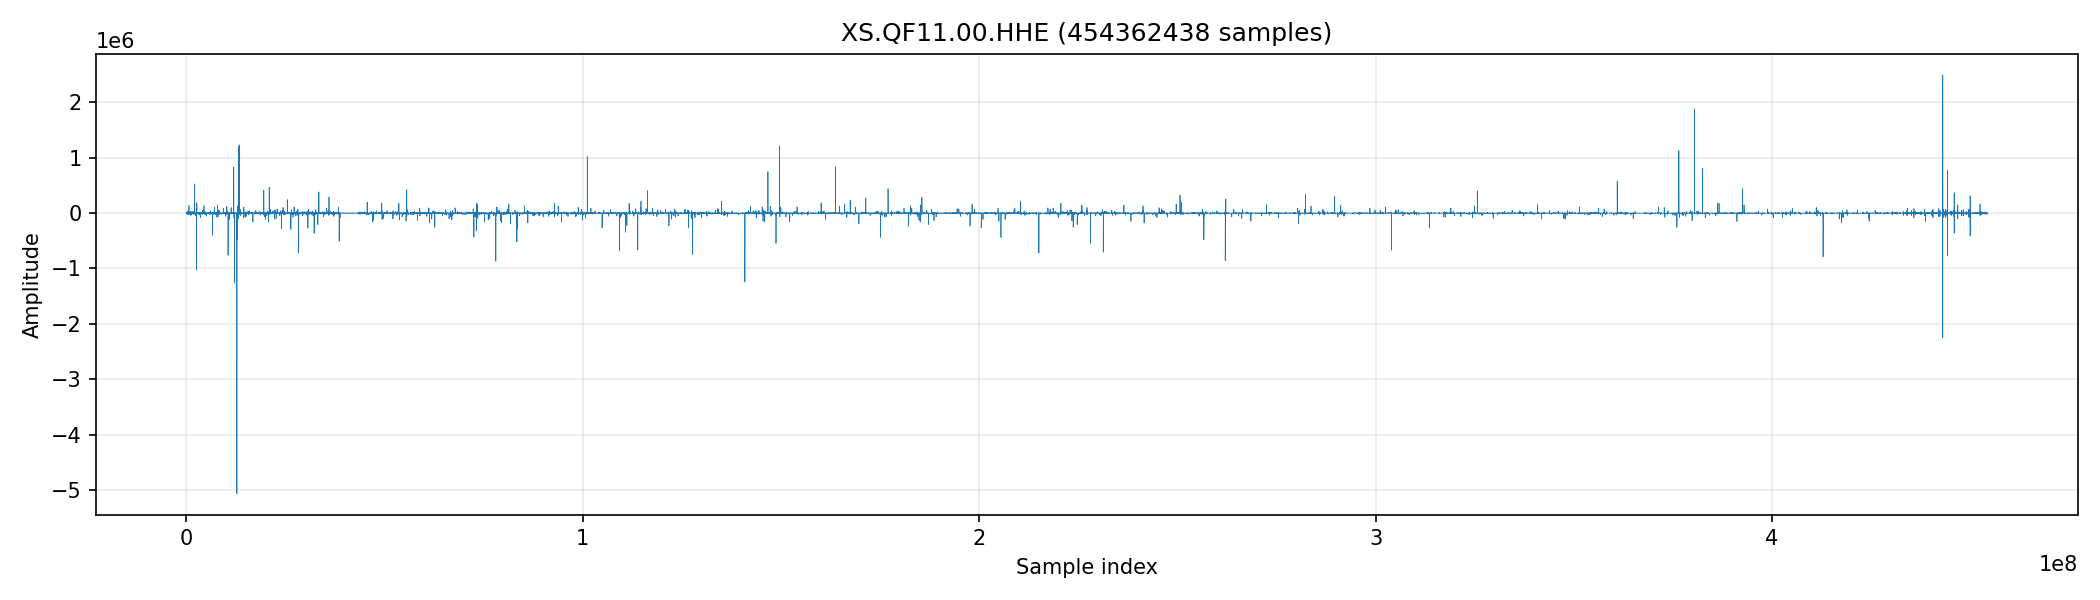 XS.QF11.00.HHE (454362438 samples)
1e6
2
1
0
−1
−2
−3
−4
−5
Amplitude
0
1
2
3
4
1e8
Sample index